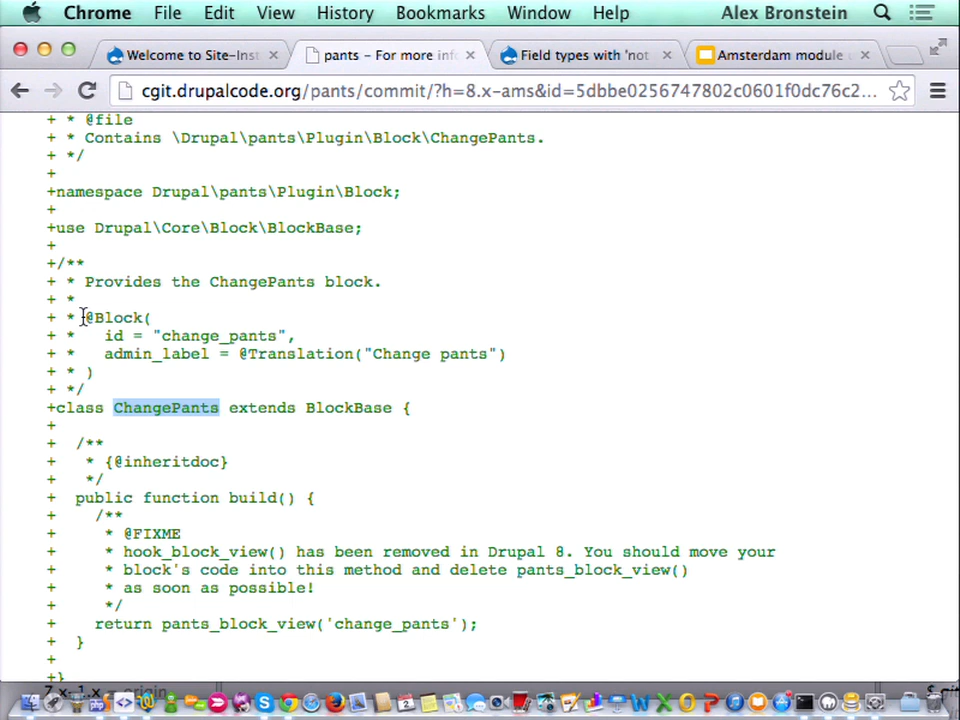 Chrome File Edit View History Bookmarks Window Help Alex Bronstein
Welcome to Site-Inst × pants – For more info × Field types with 'not × Amsterdam module u ×
cgit.drupalcode.org/pants/commit/?h=8.x-ams&id=5dbbe0256747802c0601f0dc76c2...
+ * @file
+ * Contains \Drupal\pants\Plugin\Block\ChangePants.
+ */
+
+namespace Drupal\pants\Plugin\Block;
+
+use Drupal\Core\Block\BlockBase;
+
+/**
+ * Provides the ChangePants block.
+ *
+ * @Block(
+ *   id = "change_pants",
+ *   admin_label = @Translation("Change pants")
+ * )
+ */
+class ChangePants extends BlockBase {
+
+  /**
+   * {@inheritdoc}
+   */
+  public function build() {
+    /**
+     * @FIXME
+     * hook_block_view() has been removed in Drupal 8. You should move your
+     * block's code into this method and delete pants_block_view()
+     * as soon as possible!
+     */
+    return pants_block_view('change_pants');
+  }
+
+}
7.x-1.x – origin